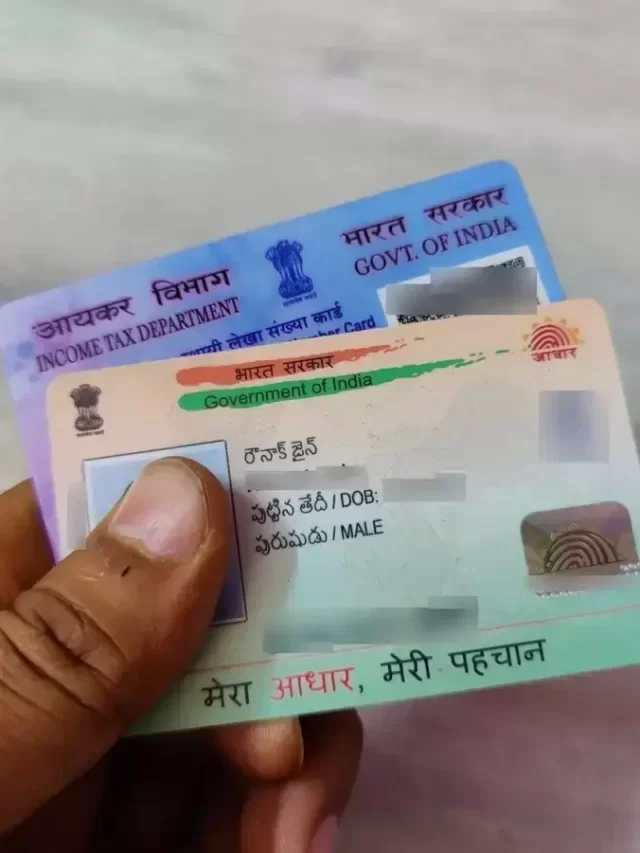 आयकर विभाग
INCOME TAX DEPARTMENT
भारत सरकार
GOVT. OF INDIA
स्थायी लेखा संख्या कार्ड
Card
भारत सरकार
Government of India
आधार
రౌనాక్ జైన్
పుట్టిన తేదీ / DOB:
పురుషుడు / MALE
मेरा आधार, मेरी पहचान